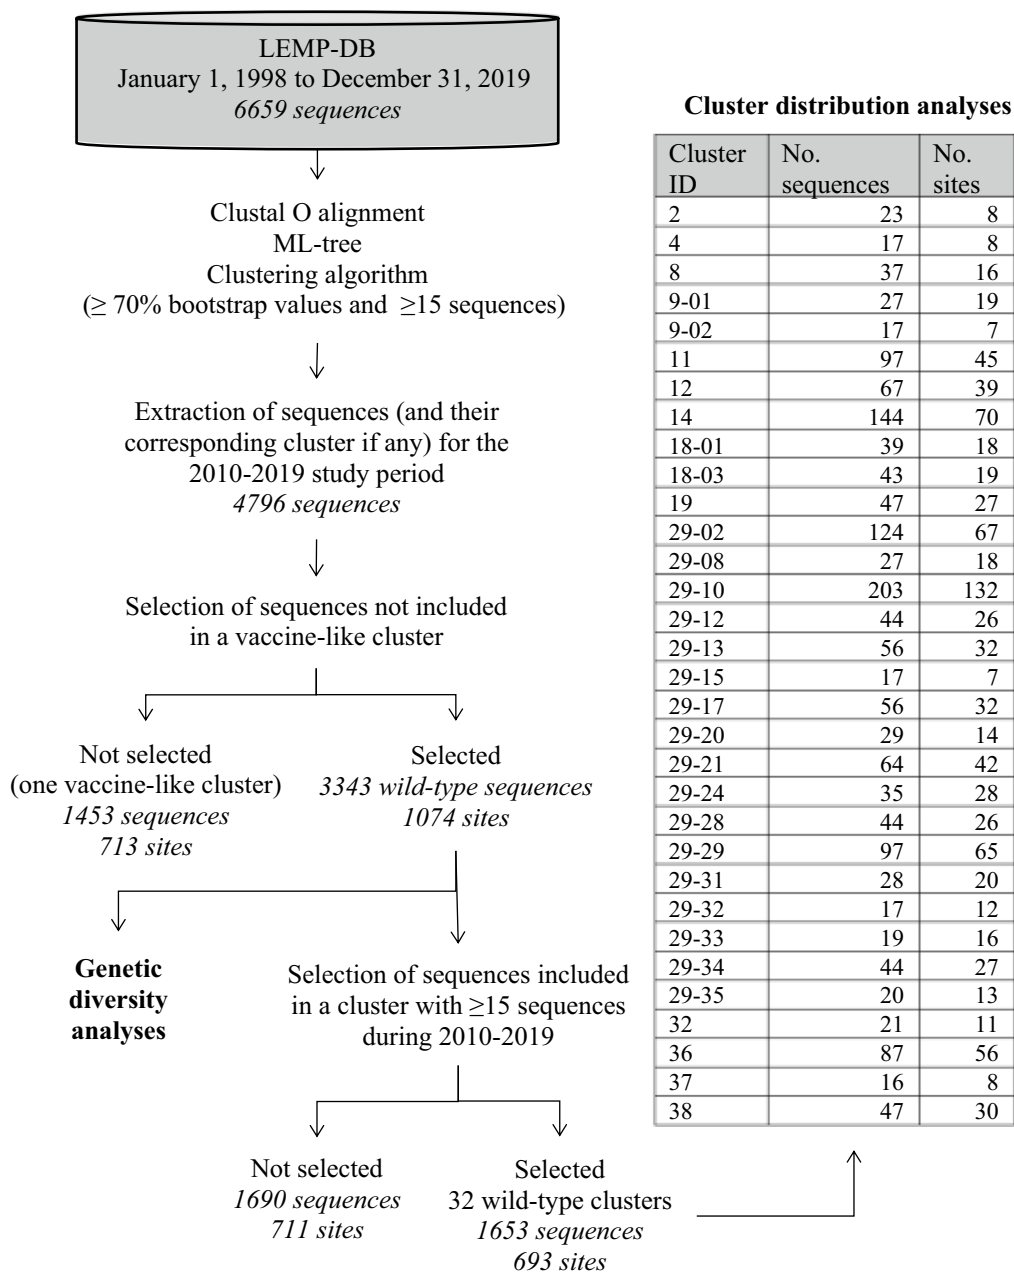 LEMP-DB
January 1, 1998 to December 31, 2019
6659 sequences
Clustal O alignment
ML-tree
Clustering algorithm
(≥ 70% bootstrap values and ≥15 sequences)
Extraction of sequences (and their
corresponding cluster if any) for the
2010-2019 study period
4796 sequences
Selection of sequences not included
in a vaccine-like cluster
Not selected
(one vaccine-like cluster)
1453 sequences
713 sites
Selected
3343 wild-type sequences
1074 sites
Genetic
diversity
analyses
Selection of sequences included
in a cluster with ≥15 sequences
during 2010-2019
Not selected
1690 sequences
711 sites
Selected
32 wild-type clusters
1653 sequences
693 sites
Cluster distribution analyses
Cluster No. No.
ID sequences sites
2 23 8
4 17 8
8 37 16
9-01 27 19
9-02 17 7
11 97 45
12 67 39
14 144 70
18-01 39 18
18-03 43 19
19 47 27
29-02 124 67
29-08 27 18
29-10 203 132
29-12 44 26
29-13 56 32
29-15 17 7
29-17 56 32
29-20 29 14
29-21 64 42
29-24 35 28
29-28 44 26
29-29 97 65
29-31 28 20
29-32 17 12
29-33 19 16
29-34 44 27
29-35 20 13
32 21 11
36 87 56
37 16 8
38 47 30